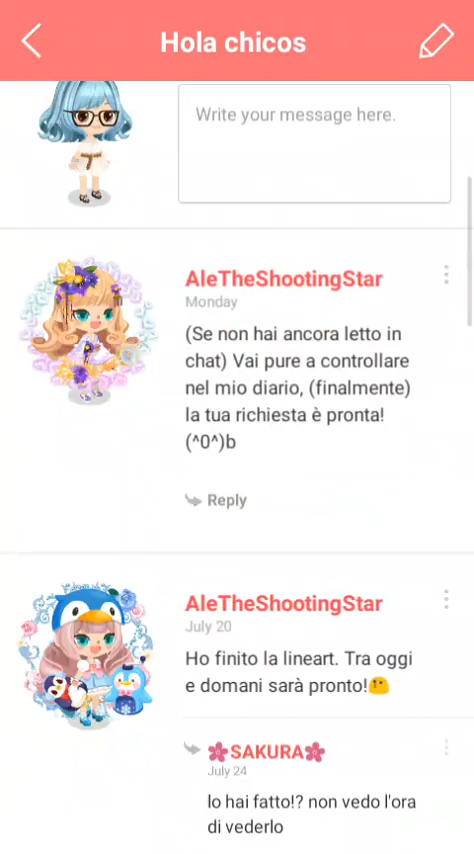 Hola chicos
Write your message here.
AleTheShootingStar
Monday
(Se non hai ancora letto in
chat) Vai pure a controllare
nel mio diario, (finalmente)
la tua richiesta è pronta!
(^0^)b
Reply
AleTheShootingStar
July 20
Ho finito la lineart. Tra oggi
e domani sarà pronto!
🌸SAKURA🌸
July 24
lo hai fatto!? non vedo l'ora
di vederlo